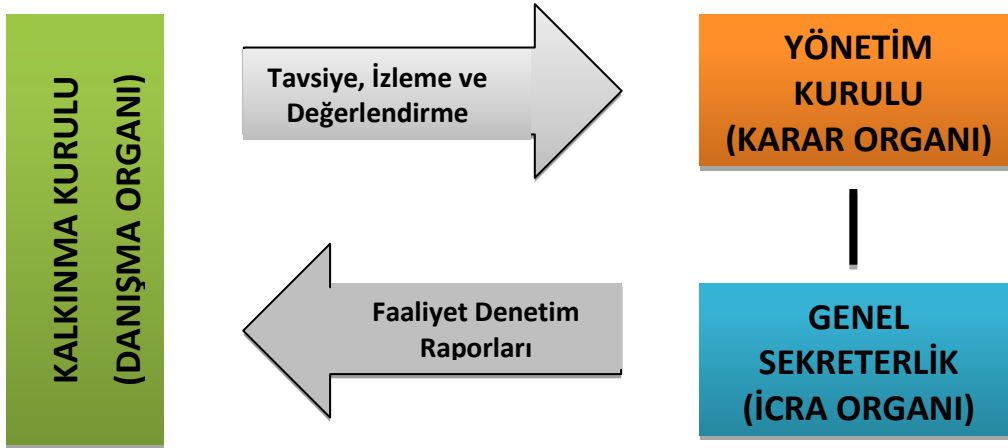 KALKINMA KURULU
(DANIŞMA ORGANI)
Tavsiye, İzleme ve
Değerlendirme
YÖNETİM
KURULU
(KARAR ORGANI)
Faaliyet Denetim
Raporları
GENEL
SEKRETERLİK
(İCRA ORGANI)